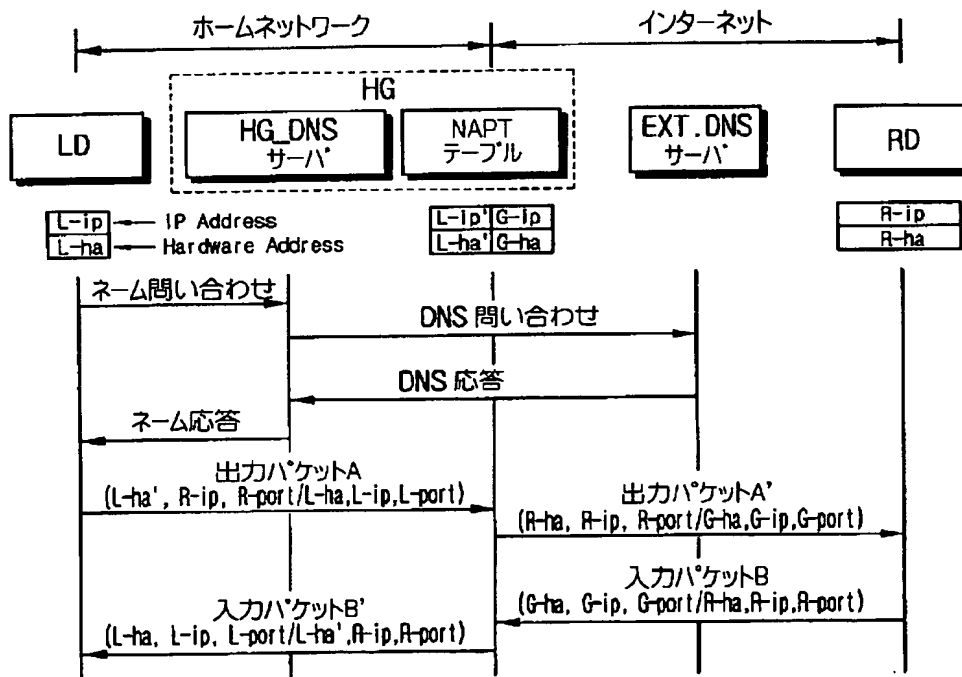 ホームネットワーク
インターネット
HG
LD
HG_DNS
サーバ
NAPT
テーブル
EXT.DNS
サーバ
RD
L-ip
IP Address
L-ha
Hardware Address
L-ip' G-ip
L-ha' G-ha
R-ip
R-ha
ネーム問い合わせ
DNS 問い合わせ
DNS 応答
ネーム応答
出力パケットA
(L-ha', R-ip, R-port/L-ha,L-ip,L-port)
出力パケットA'
(R-ha, R-ip, R-port/G-ha,G-ip,G-port)
入力パケットB
(G-ha, G-ip, G-port/R-ha,R-ip,R-port)
入力パケットB'
(L-ha, L-ip, L-port/L-ha',R-ip,R-port)